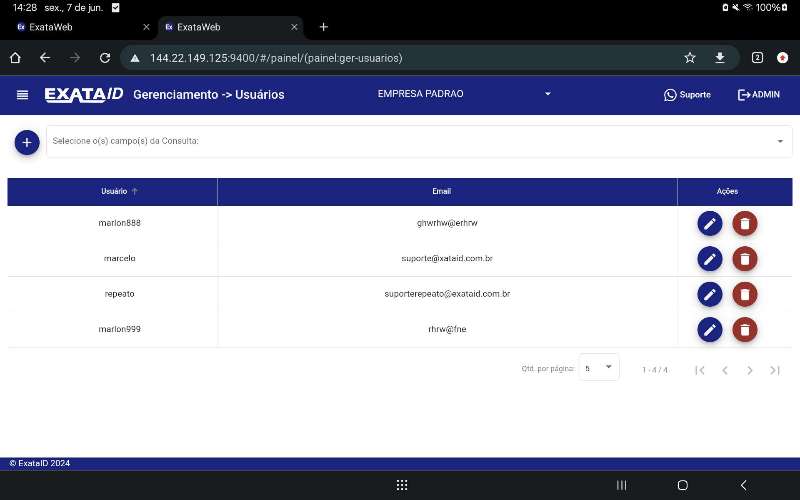 14:28 sex., 7 de jun.
100%
ExataWeb
ExataWeb
144.22.149.125:9400/#/painel/(painel:ger-usuarios)
2
EXATAID Gerenciamento -> Usuários EMPRESA PADRAO Suporte ADMIN
Selecione o(s) campo(s) da Consulta:
Usuário Email Ações
marlon888 ghwrhw@erhrw
marcelo suporte@xataid.com.br
repeato suporterepeato@exataid.com.br
marlon999 rhrw@fne
Qtd. por página: 5 1 - 4 / 4
© ExataID 2024